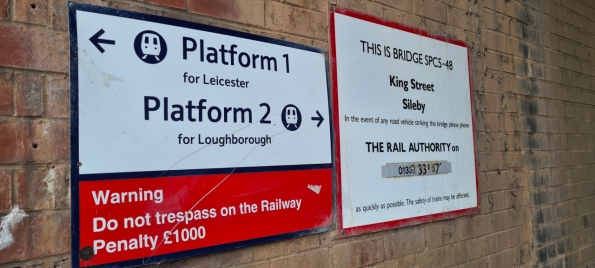 Platform 1
for Leicester
Platform 2
for Loughborough
Warning
Do not trespass on the Railway
Penalty £1000
THIS IS BRIDGE SPC5-48
King Street
Sileby
In the event of any road vehicle striking this bridge please phone
THE RAIL AUTHORITY on
as quickly as possible. The safety of trains may be affected.